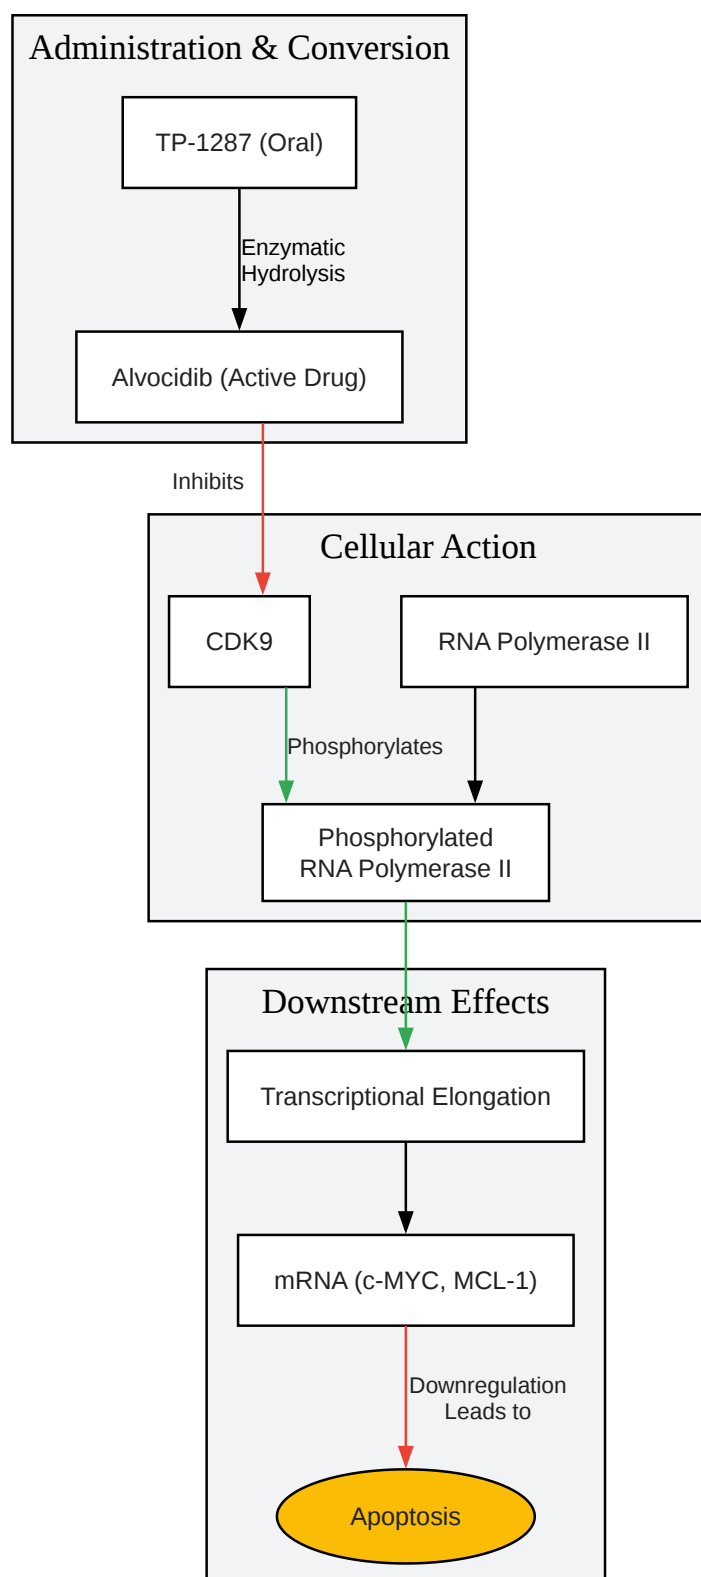 Administration & Conversion
TP-1287 (Oral)
Enzymatic
Hydrolysis
Alvocidib (Active Drug)
Inhibits
Cellular Action
CDK9
RNA Polymerase II
Phosphorylates
Phosphorylated
RNA Polymerase II
Downstream Effects
Transcriptional Elongation
mRNA (c-MYC, MCL-1)
Downregulation
Leads to
Apoptosis